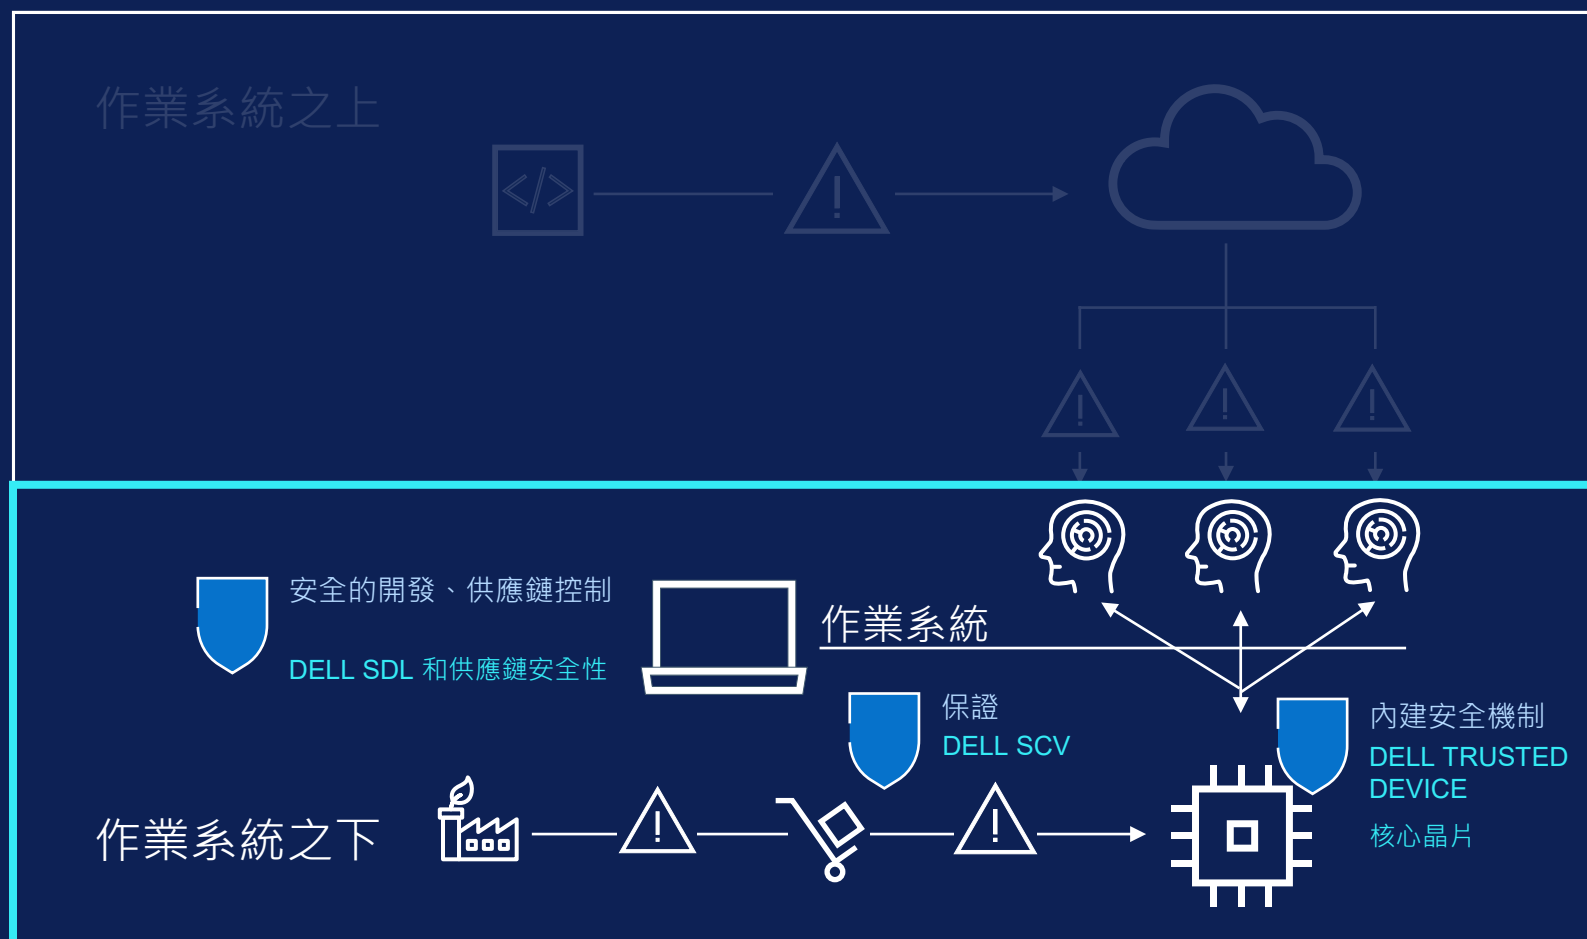 作業系統之上
</>
安全的開發、供應鏈控制
DELL SDL 和供應鏈安全性
作業系統
保證
DELL SCV
內建安全機制
DELL TRUSTED
DEVICE
核心晶片
作業系統之下